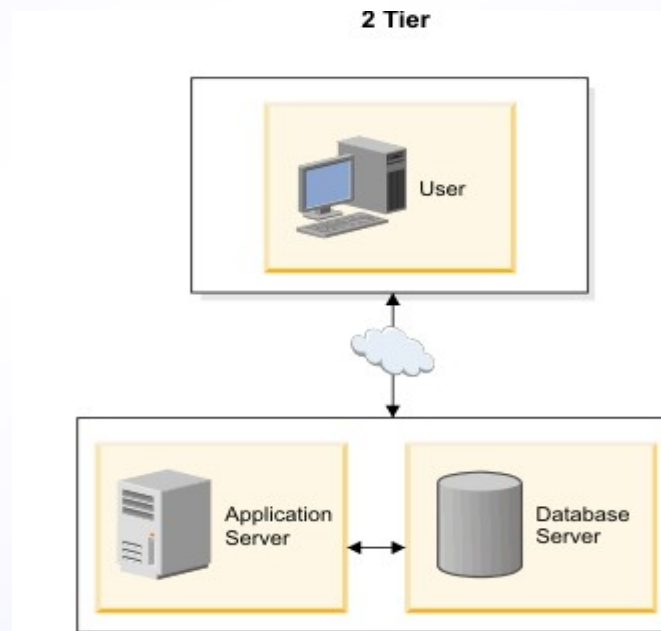 2 Tier
User
Application
Server
Database
Server